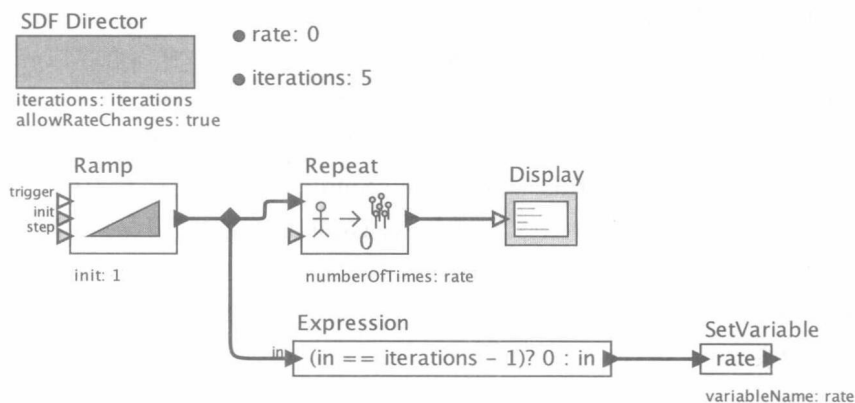 SDF Director
● rate: 0
● iterations: 5
iterations: iterations
allowRateChanges: true
Ramp
Repeat
Display
trigger
init
step
0
init: 1
numberOfTimes: rate
Expression
SetVariable
in
(in == iterations - 1)? 0 : in
rate
variableName: rate